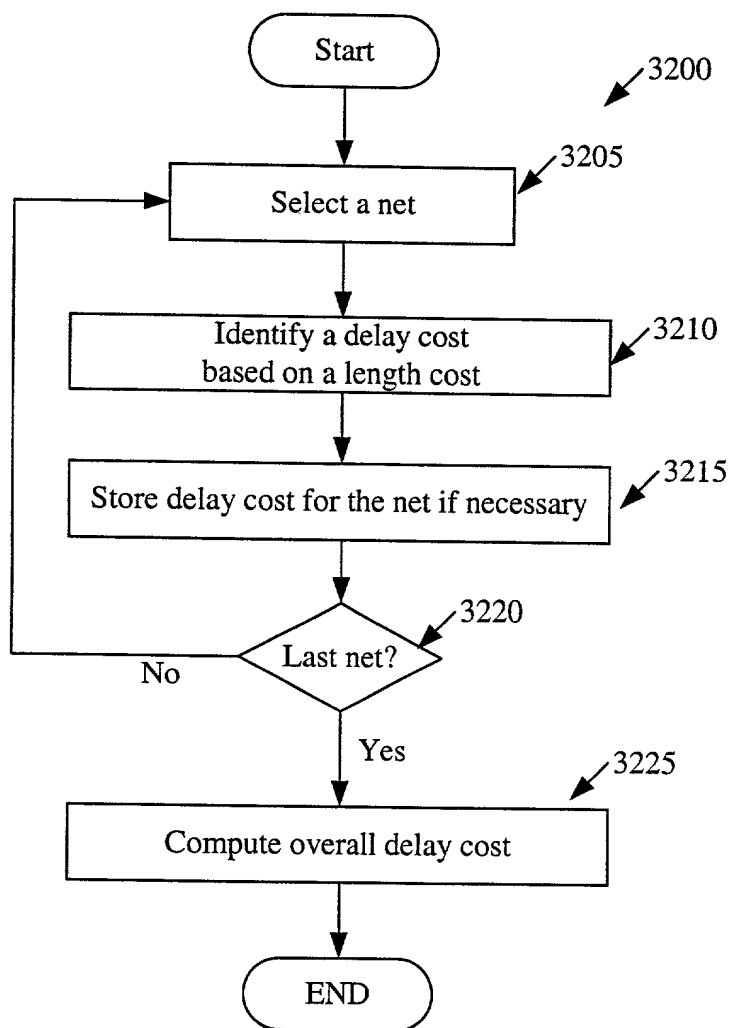 Start
3200
3205
Select a net
Identify a delay cost
based on a length cost
3210
3215
Store delay cost for the net if necessary
3220
Last net?
No
Yes
3225
Compute overall delay cost
END